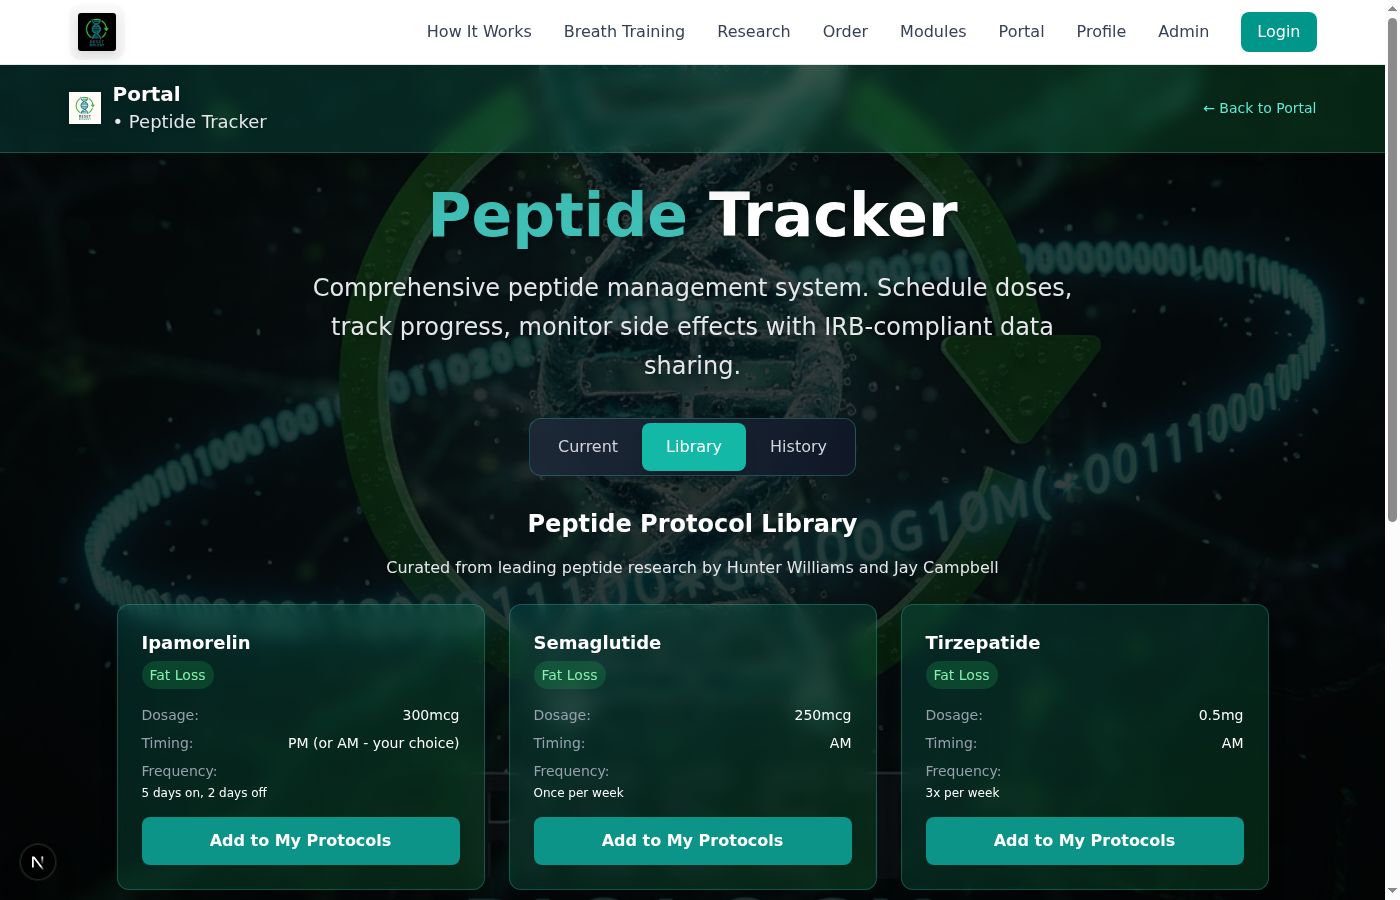 How It Works Breath Training Research Order Modules Portal Profile Admin Login
Portal
• Peptide Tracker
← Back to Portal
Peptide Tracker
Comprehensive peptide management system. Schedule doses,
track progress, monitor side effects with IRB-compliant data
sharing.
Current Library History
Peptide Protocol Library
Curated from leading peptide research by Hunter Williams and Jay Campbell
Ipamorelin
Fat Loss
Dosage: 300mcg
Timing: PM (or AM - your choice)
Frequency:
5 days on, 2 days off
Add to My Protocols
Semaglutide
Fat Loss
Dosage: 250mcg
Timing: AM
Frequency:
Once per week
Add to My Protocols
Tirzepatide
Fat Loss
Dosage: 0.5mg
Timing: AM
Frequency:
3x per week
Add to My Protocols
N